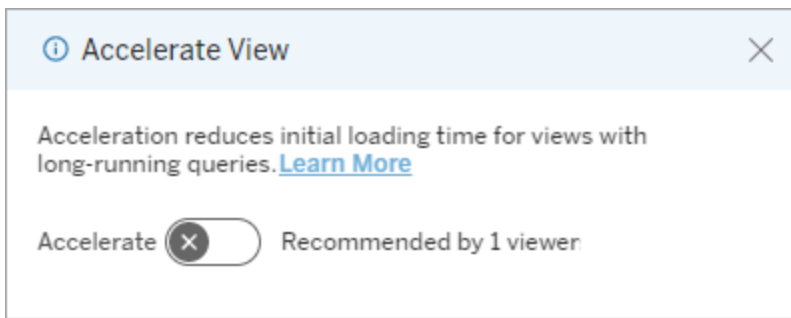 Accelerate View
Acceleration reduces initial loading time for views with
long-running queries. Learn More
Accelerate Recommended by 1 viewer